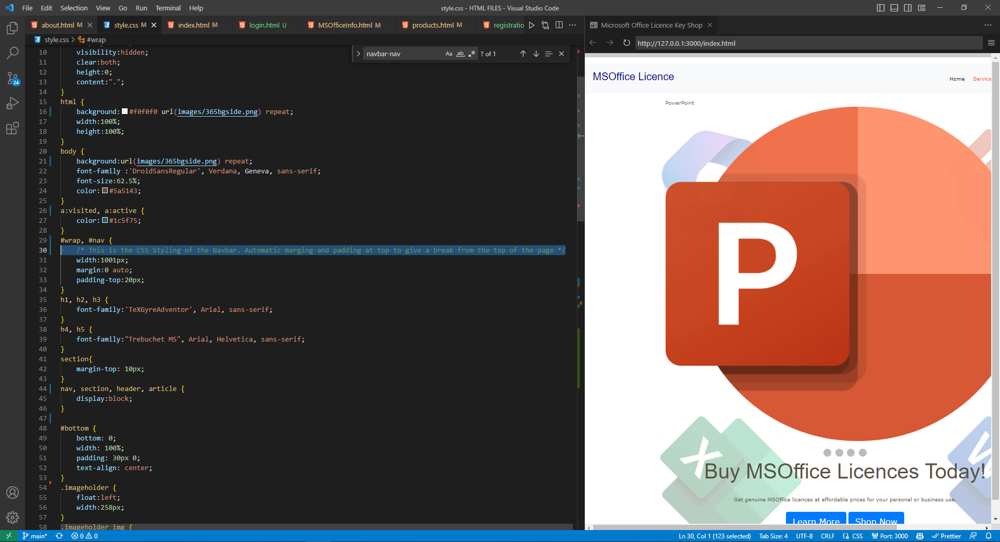 File Edit Selection View Go Run Terminal Help
style.css - HTML FILES - Visual Studio Code
about.html M
style.css M
index.html M
login.html U
MSOfficeInfo.html M
products.html M
registratio
Microsoft Office Licence Key Shop
style.css > #wrap
http://127.0.0.1:3000/index.html
navbar-nav Aa ab ? of 1
24
10 visibility:hidden;
11 clear:both;
12 height:0;
13 content:".";
14 }
15 html {
16 background: #f0f0f0 url(images/365bgside.png) repeat;
17 width:100%;
18 height:100%;
19 }
20 body {
21 background:url(images/365bgside.png) repeat;
22 font-family :'DroidSansRegular', Verdana, Geneva, sans-serif;
23 font-size:62.5%;
24 color: #5a5143;
25 }
26 a:visited, a:active {
27 color: #1c5f75;
28 }
29 #wrap, #nav {
30 /* This is the CSS Styling of the Navbar. Automatic marging and padding at top to give a break from the top of the page */
31 width:1001px;
32 margin:0 auto;
33 padding-top:20px;
34 }
35 h1, h2, h3 {
36 font-family:'TeXGyreAdventor', Arial, sans-serif;
37 }
38 h4, h5 {
39 font-family:"Trebuchet MS", Arial, Helvetica, sans-serif;
40 }
41 section{
42 margin-top: 10px;
43 }
44 nav, section, header, article {
45 display:block;
46 }
47
48 #bottom {
49 bottom: 0;
50 width: 100%;
51 padding: 30px 0;
52 text-align: center;
53 }
54 .imageholder {
55 float:left;
56 width:258px;
57 }
58 .imageholder img {
MSOffice Licence
Home
Service
PowerPoint
P
X
W
Buy MSOffice Licences Today!
Get genuine MSOffice licences at affordable prices for your personal or business use.
Learn More
Shop Now
main* 0 0
Ln 30, Col 1 (123 selected) Tab Size: 4 UTF-8 CRLF CSS Port: 3000 Prettier